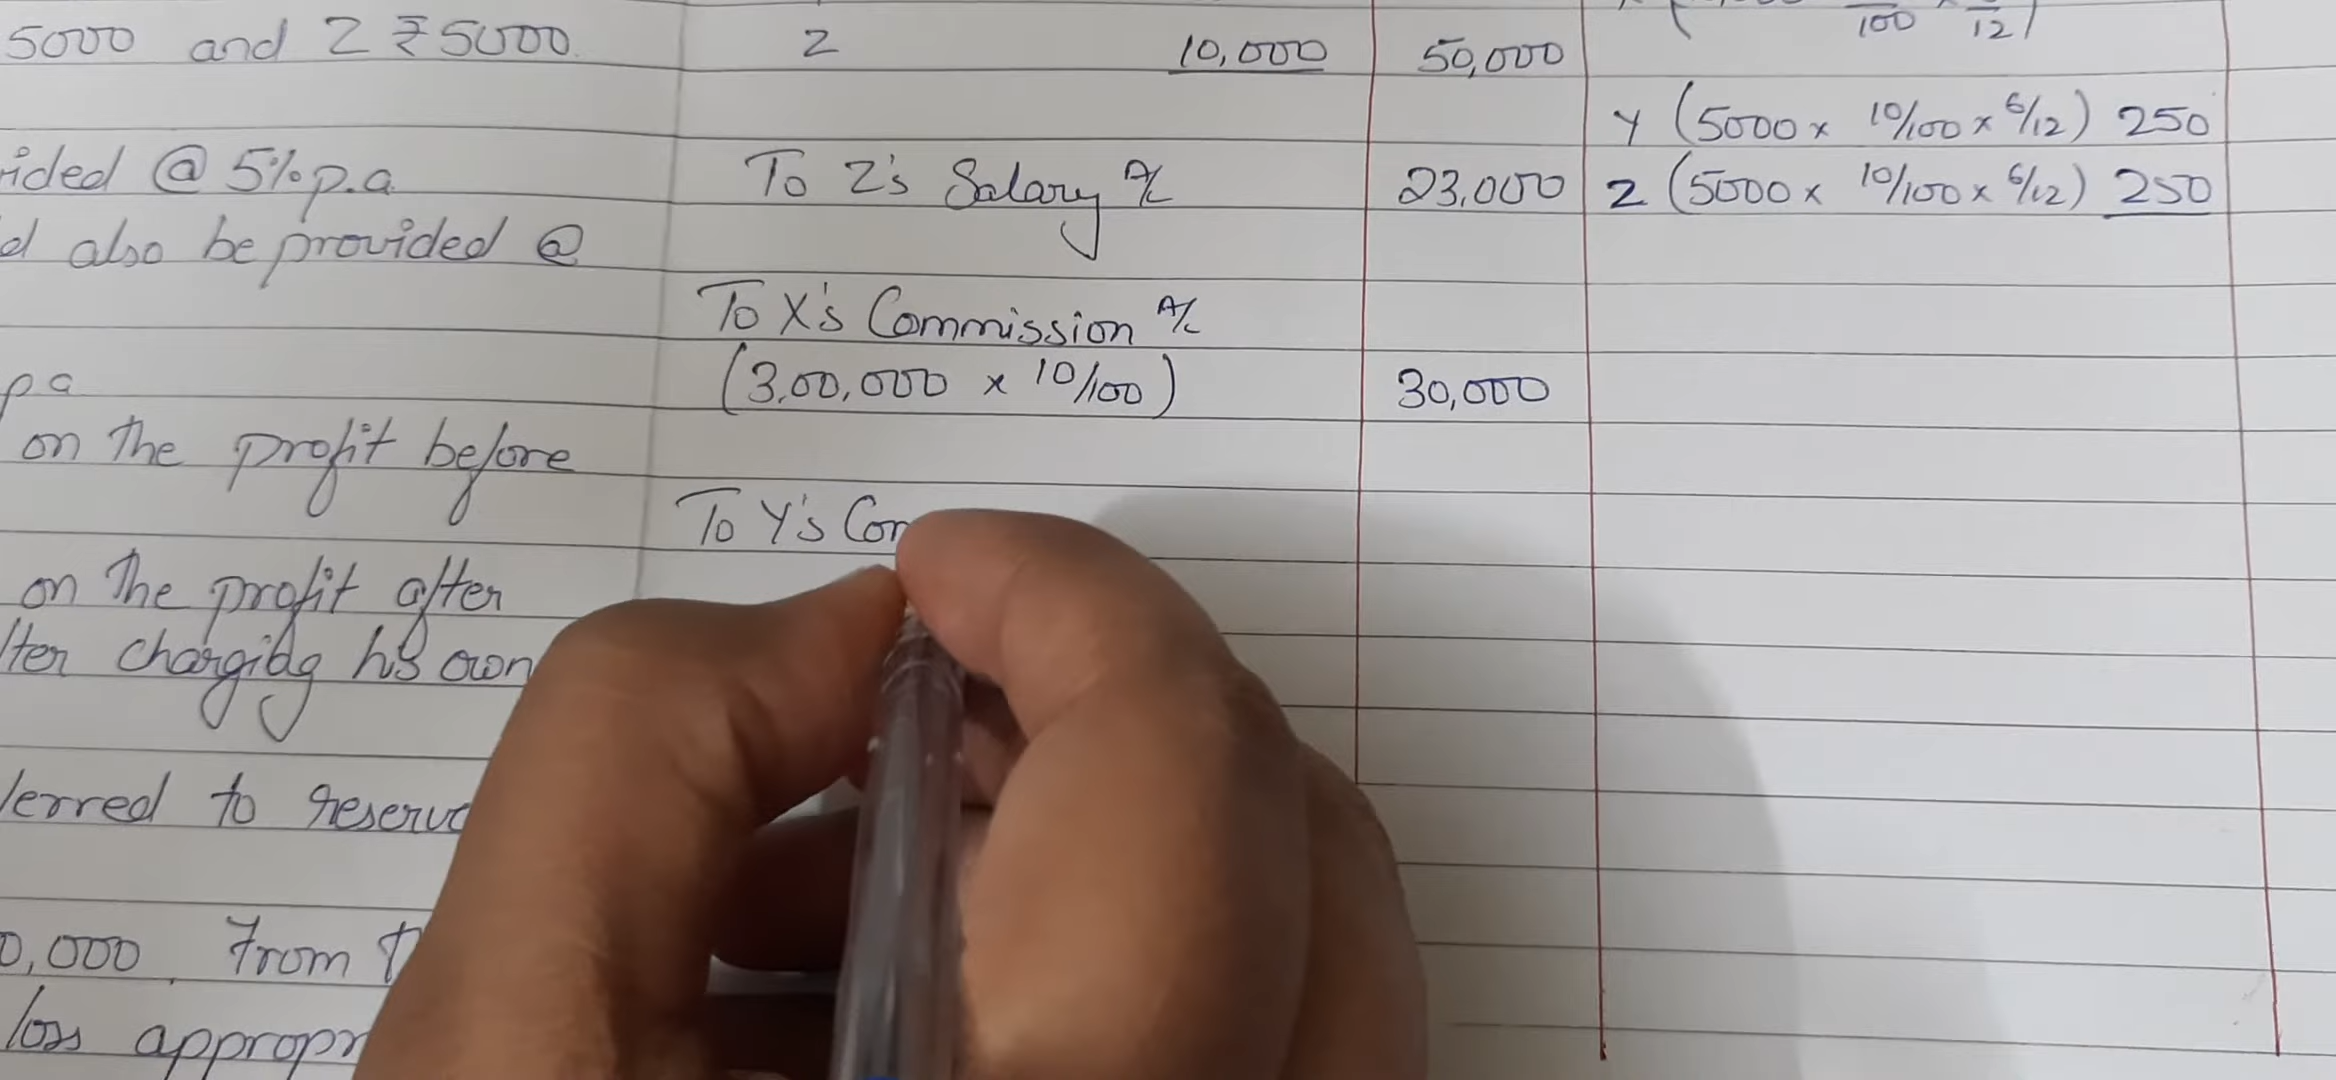 5000 and Z ₹5000.
ided @ 5% p.a.
d also be provided @
p a
on the profit before
on the profit after
ter charging his own
ferred to reserve
0,000 from
loss appropr
Z 10,000 50,000
To Z's Salary A/c 23,000
To X's Commission A/c
(3,00,000 x 10/100) 30,000
To Y's Com
100 x 12)
Y (5000 x 10/100 x 6/12) 250
Z (5000 x 10/100 x 6/12) 250